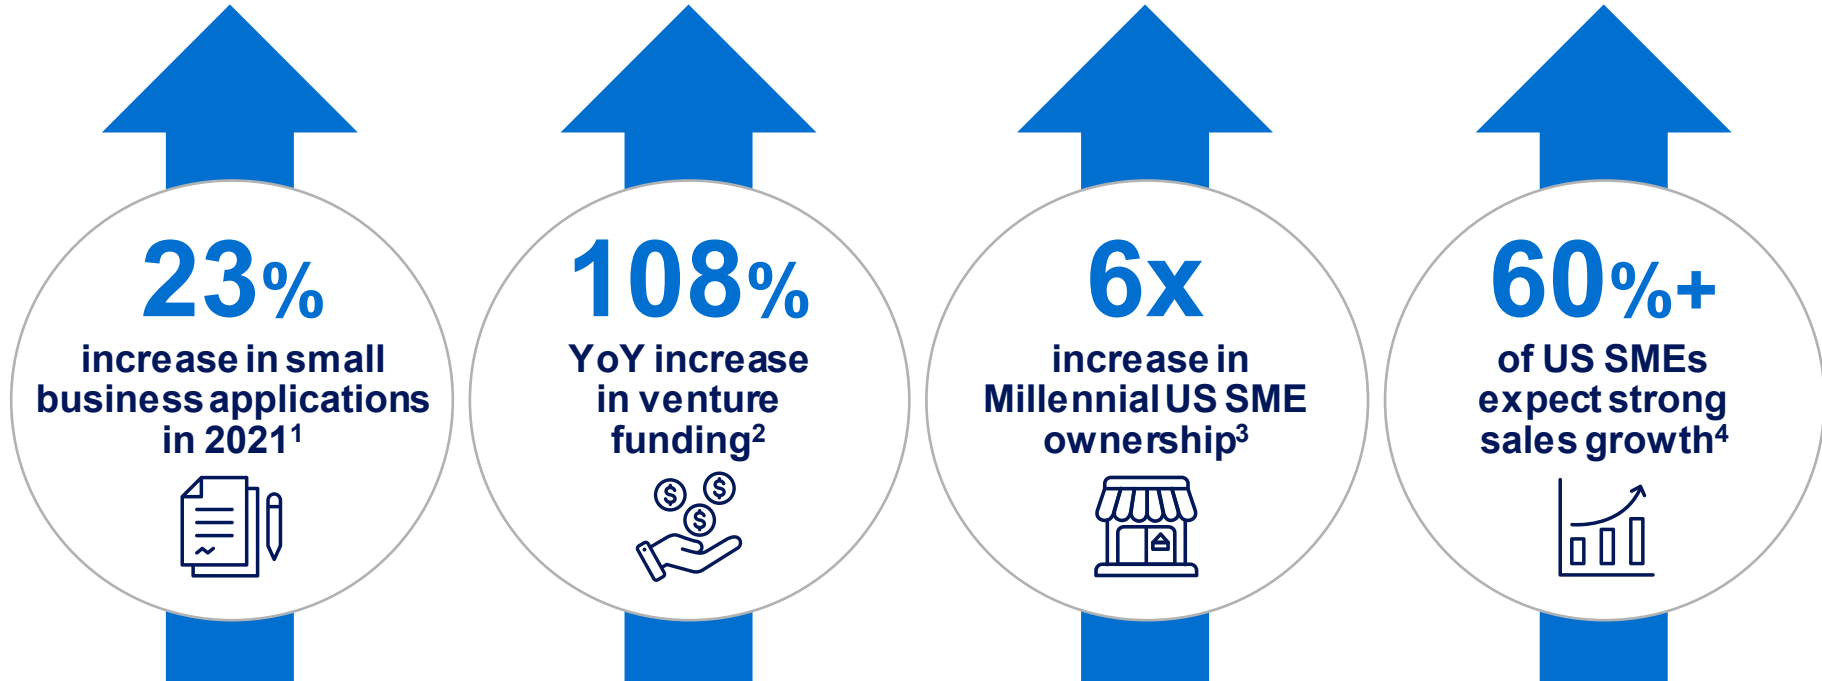 23%
increase in small
business applications
in 2021¹
108%
YoY increase
in venture
funding²
$ $
$
6x
increase in
Millennial US SME
ownership³
60%+
of US SMEs
expect strong
sales growth⁴